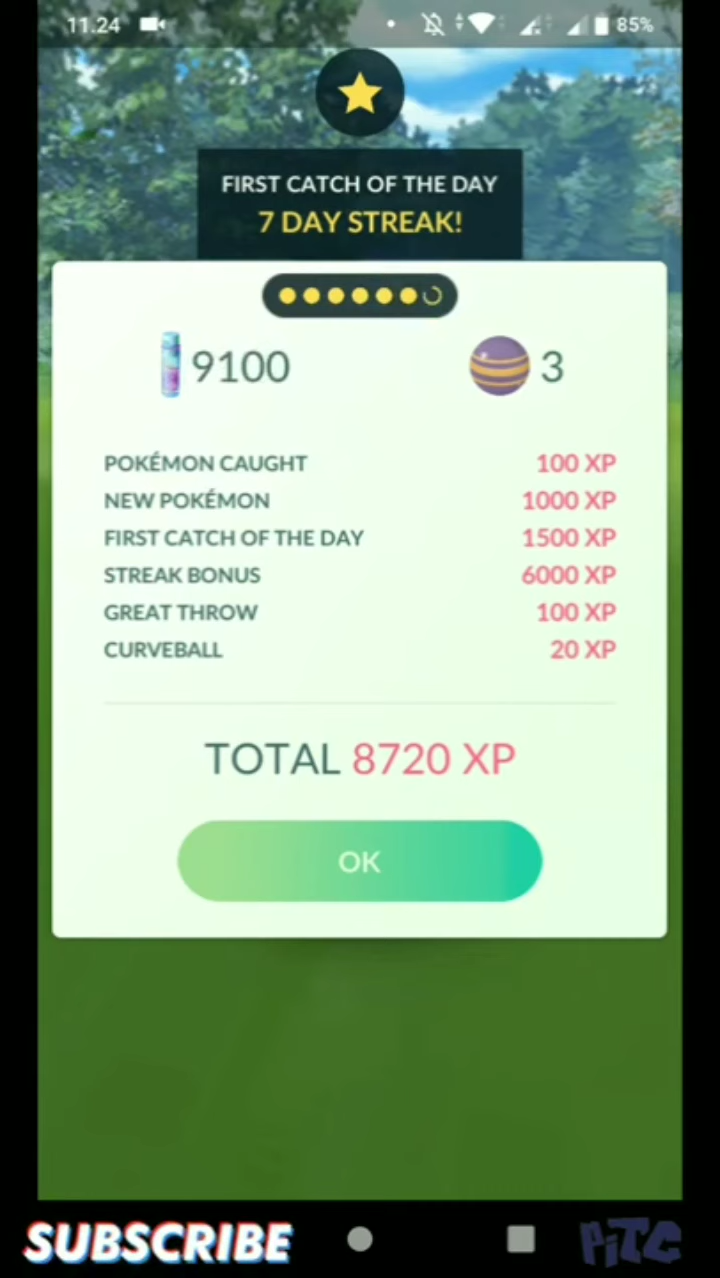 11.24 85%
FIRST CATCH OF THE DAY
7 DAY STREAK!
9100 3
POKÉMON CAUGHT 100 XP
NEW POKÉMON 1000 XP
FIRST CATCH OF THE DAY 1500 XP
STREAK BONUS 6000 XP
GREAT THROW 100 XP
CURVEBALL 20 XP
TOTAL 8720 XP
OK
SUBSCRIBE PiTC